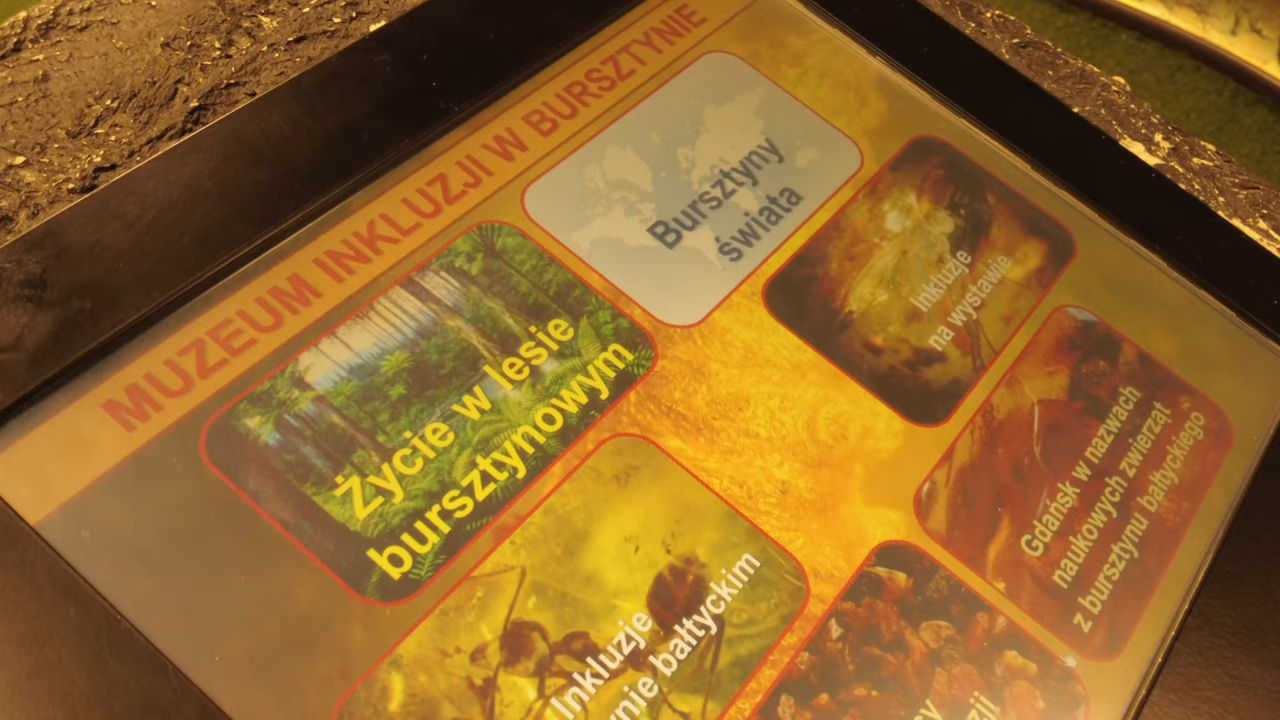 MUZEUM INKLUZJI W BURSZTYNIE
Życie w lesie
bursztynowym
Bursztyny
świata
Inkluzje
na wystawie
Inkluzje
bałtyckim
Gdańsk w nazwach
naukowych zwierząt
z bursztynu bałtyckiego